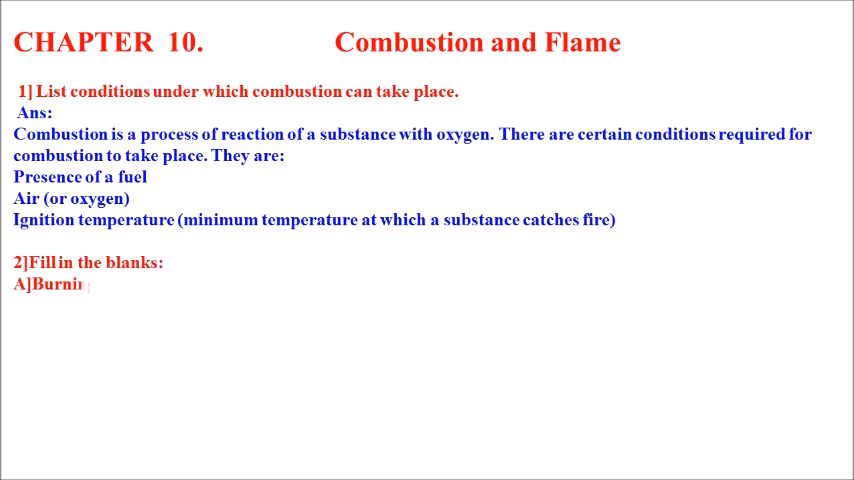 CHAPTER 10. Combustion and Flame
1] List conditions under which combustion can take place.
Ans:
Combustion is a process of reaction of a substance with oxygen. There are certain conditions required for
combustion to take place. They are:
Presence of a fuel
Air (or oxygen)
Ignition temperature (minimum temperature at which a substance catches fire)
2]Fill in the blanks: